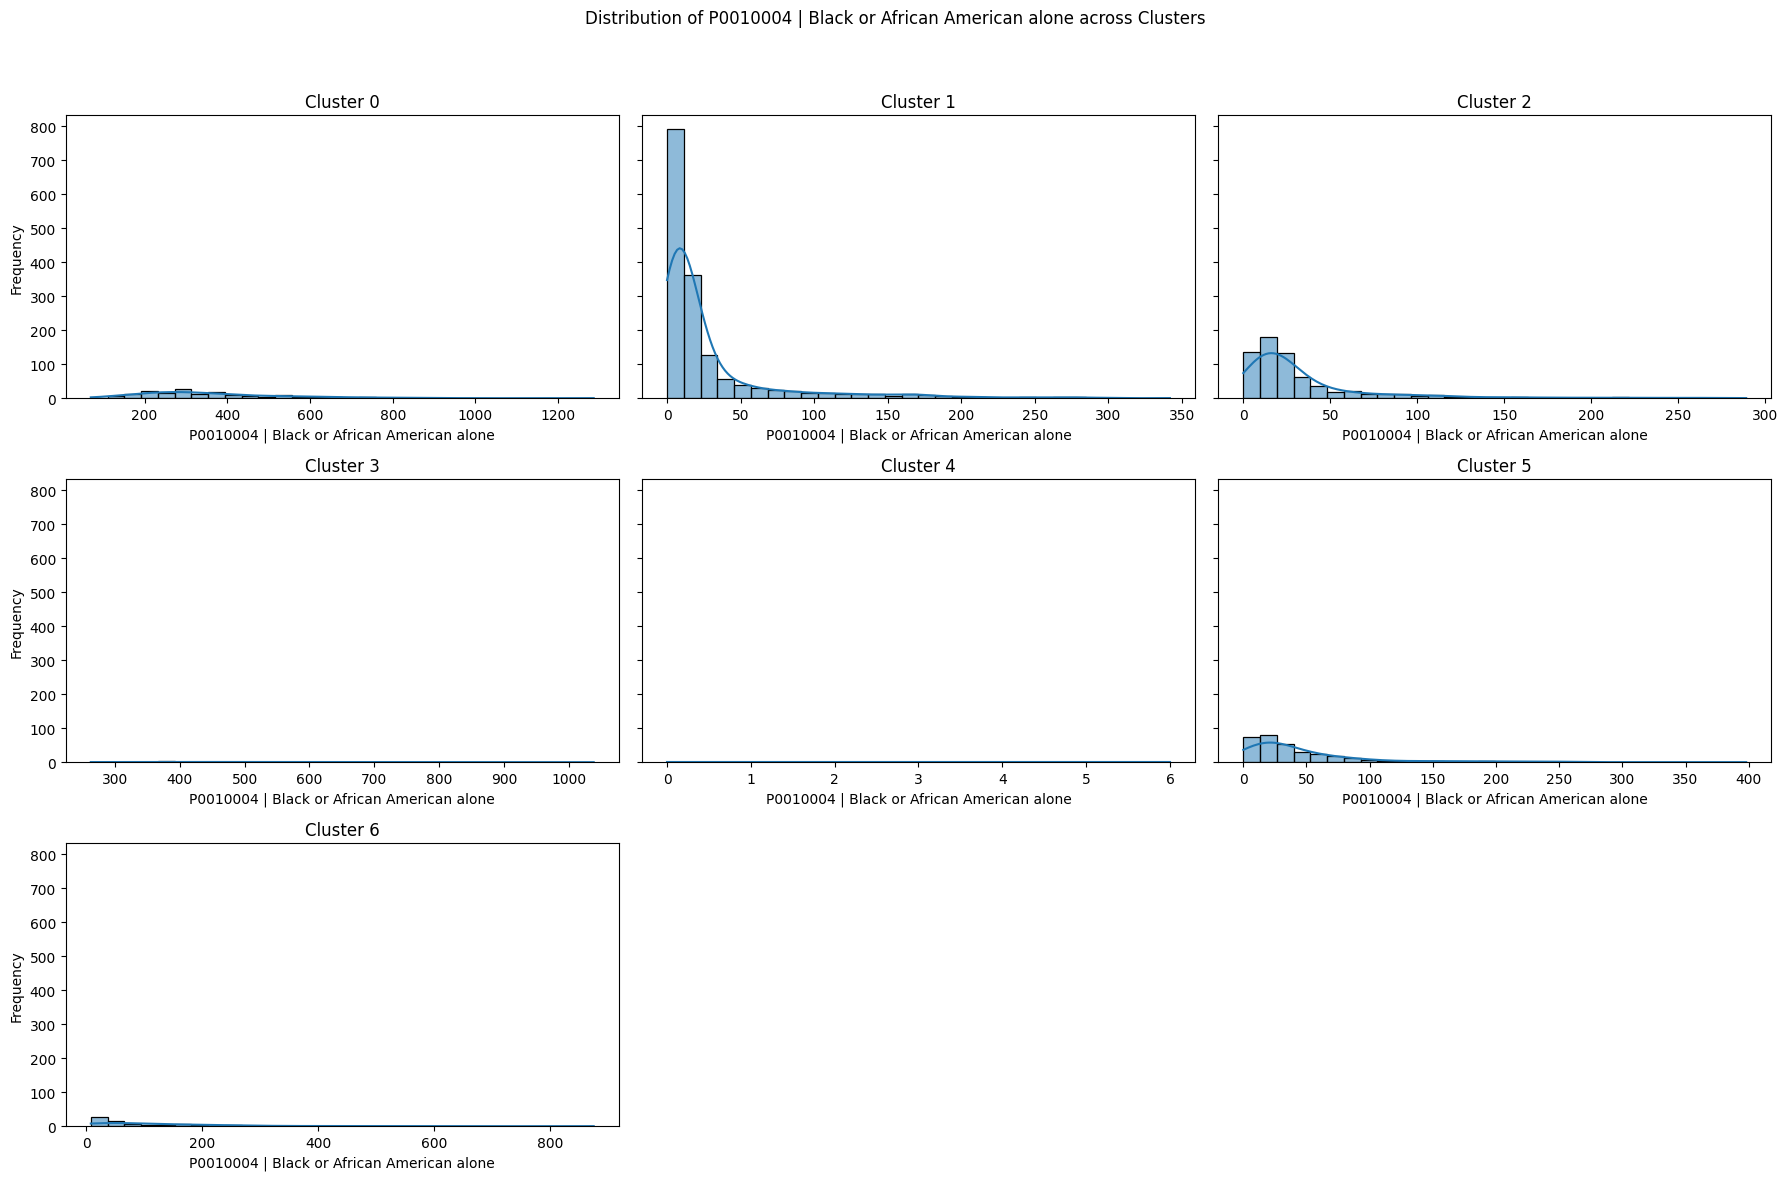 Distribution of P0010004 | Black or African American alone across Clusters
Cluster 0
Cluster 1
Cluster 2
800
700
600
500
400
300
200
100
0
Frequency
200 400 600 800 1000 1200
0 50 100 150 200 250 300 350
0 50 100 150 200 250 300
P0010004 | Black or African American alone
P0010004 | Black or African American alone
P0010004 | Black or African American alone
Cluster 3
Cluster 4
Cluster 5
800
700
600
500
400
300
200
100
0
Frequency
300 400 500 600 700 800 900 1000
0 1 2 3 4 5 6
0 50 100 150 200 250 300 350 400
P0010004 | Black or African American alone
P0010004 | Black or African American alone
P0010004 | Black or African American alone
Cluster 6
800
700
600
500
400
300
200
100
0
Frequency
0 200 400 600 800
P0010004 | Black or African American alone